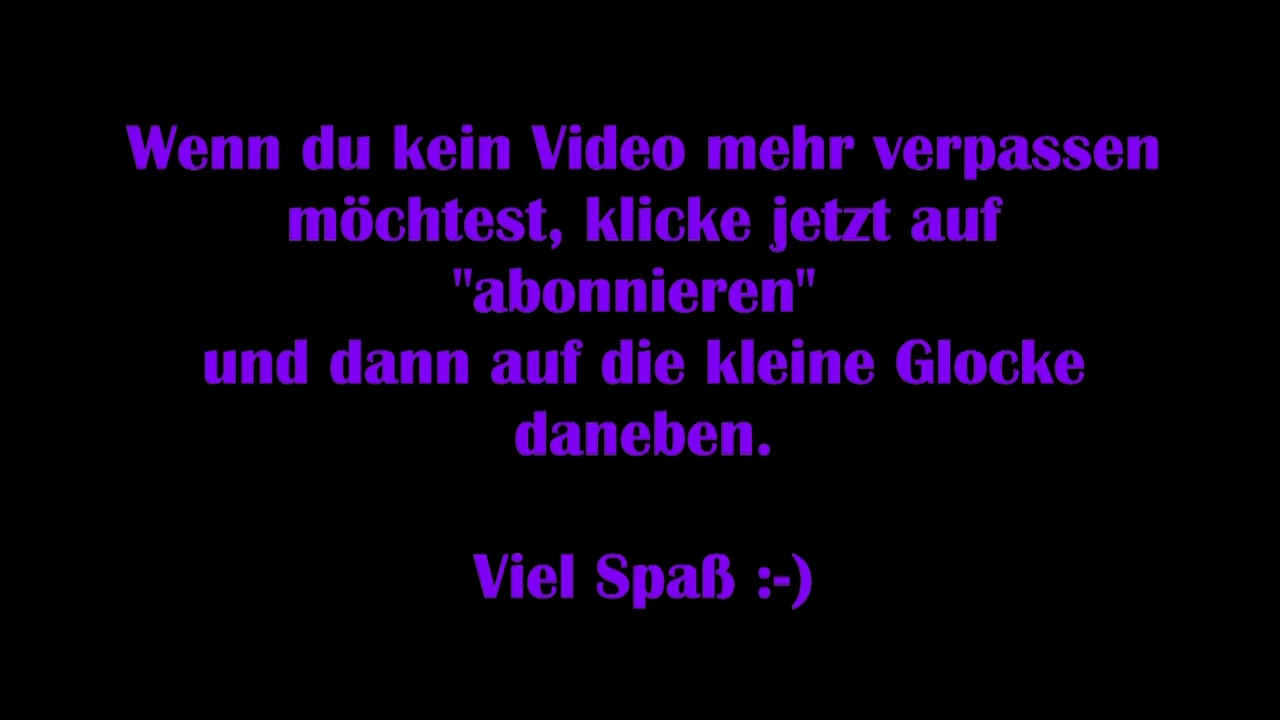 Wenn du kein Video mehr verpassen
möchtest, klicke jetzt auf
"abonnieren"
und dann auf die kleine Glocke
daneben.
Viel Spaß :-)